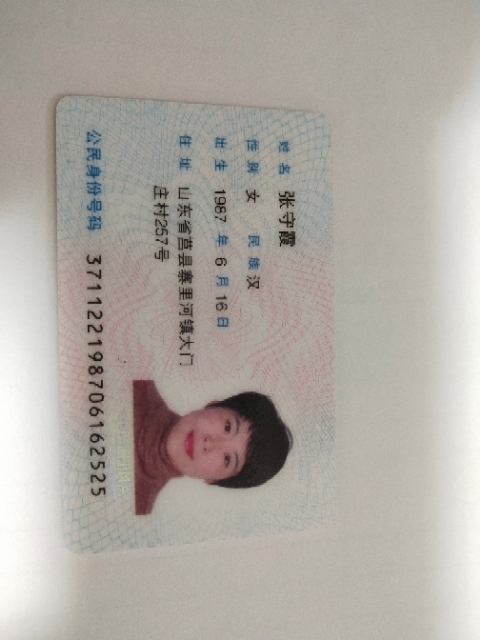 姓名 张守霞
性别 女 民族 汉
出生 1987 年 6 月 16 日
住址 山东省莒县寨里河镇大门
庄村257号
公民身份号码 371122198706162525